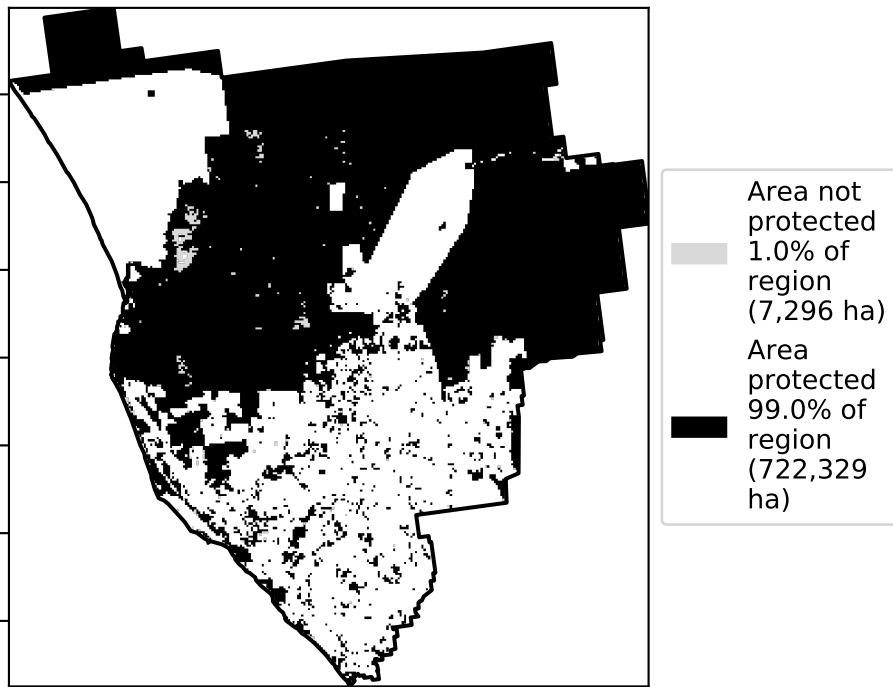 Area not
protected
1.0% of
region
(7,296 ha)
Area
protected
99.0% of
region
(722,329
ha)